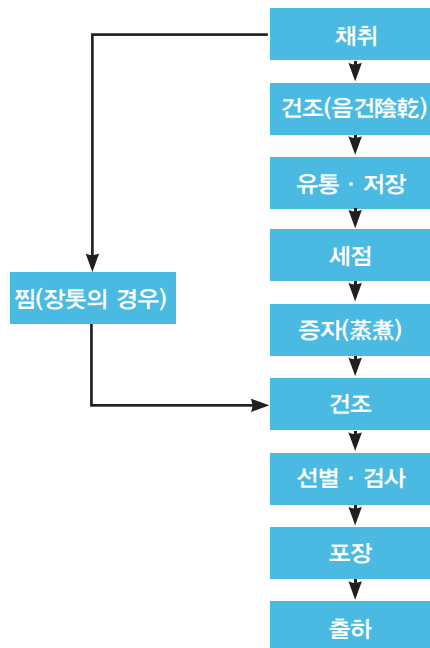 채취
건조(음건陰乾)
유통 · 저장
세점
찜(장톳의 경우)
증자(蒸煮)
건조
선별 · 검사
포장
출하